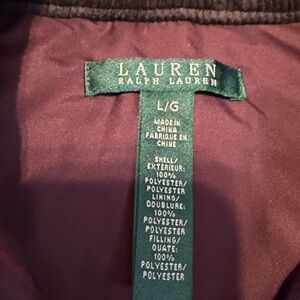 LAUREN
RALPH LAUREN
L/G
MADE IN
CHINA
FABRIQUE EN
CHINE
SHELL/
EXTERIEUR:
100%
POLYESTER/
POLYESTER
LINING/
DOUBLURE:
100%
POLYESTER/
POLYESTER
FILLING/
OUATE:
100%
POLYESTER/
POLYESTER